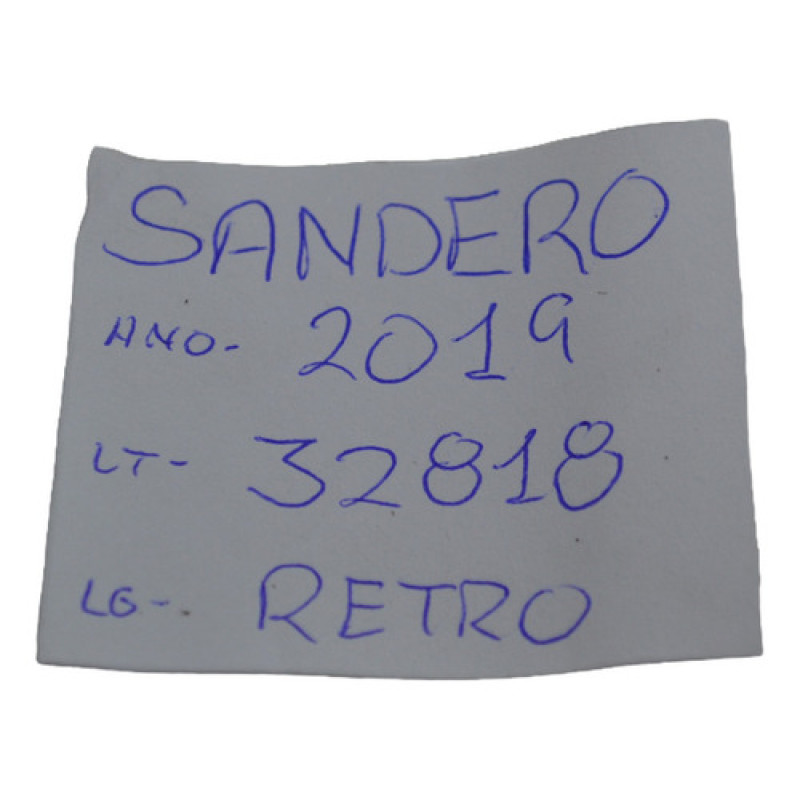 SANDERO
ANO- 2019
LT- 32818
LG- RETRO